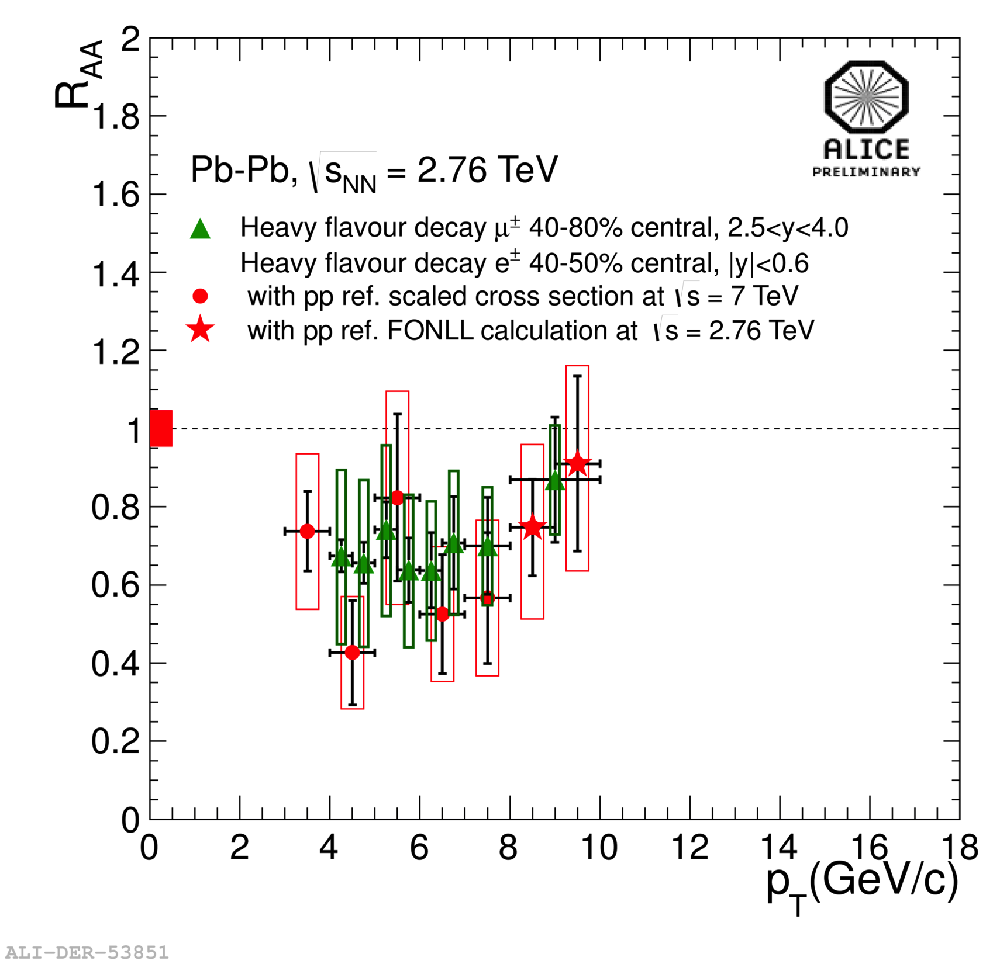 R_AA
2
1.8
1.6
1.4
1.2
1
0.8
0.6
0.4
0.2
0
ALICE
PRELIMINARY
Pb-Pb, √s_NN = 2.76 TeV
Heavy flavour decay μ± 40-80% central, 2.5<y<4.0
Heavy flavour decay e± 40-50% central, |y|<0.6
with pp ref. scaled cross section at √s = 7 TeV
with pp ref. FONLL calculation at √s = 2.76 TeV
0 2 4 6 8 10 12 14 16 18
p_T (GeV/c)
ALI-DER-53851